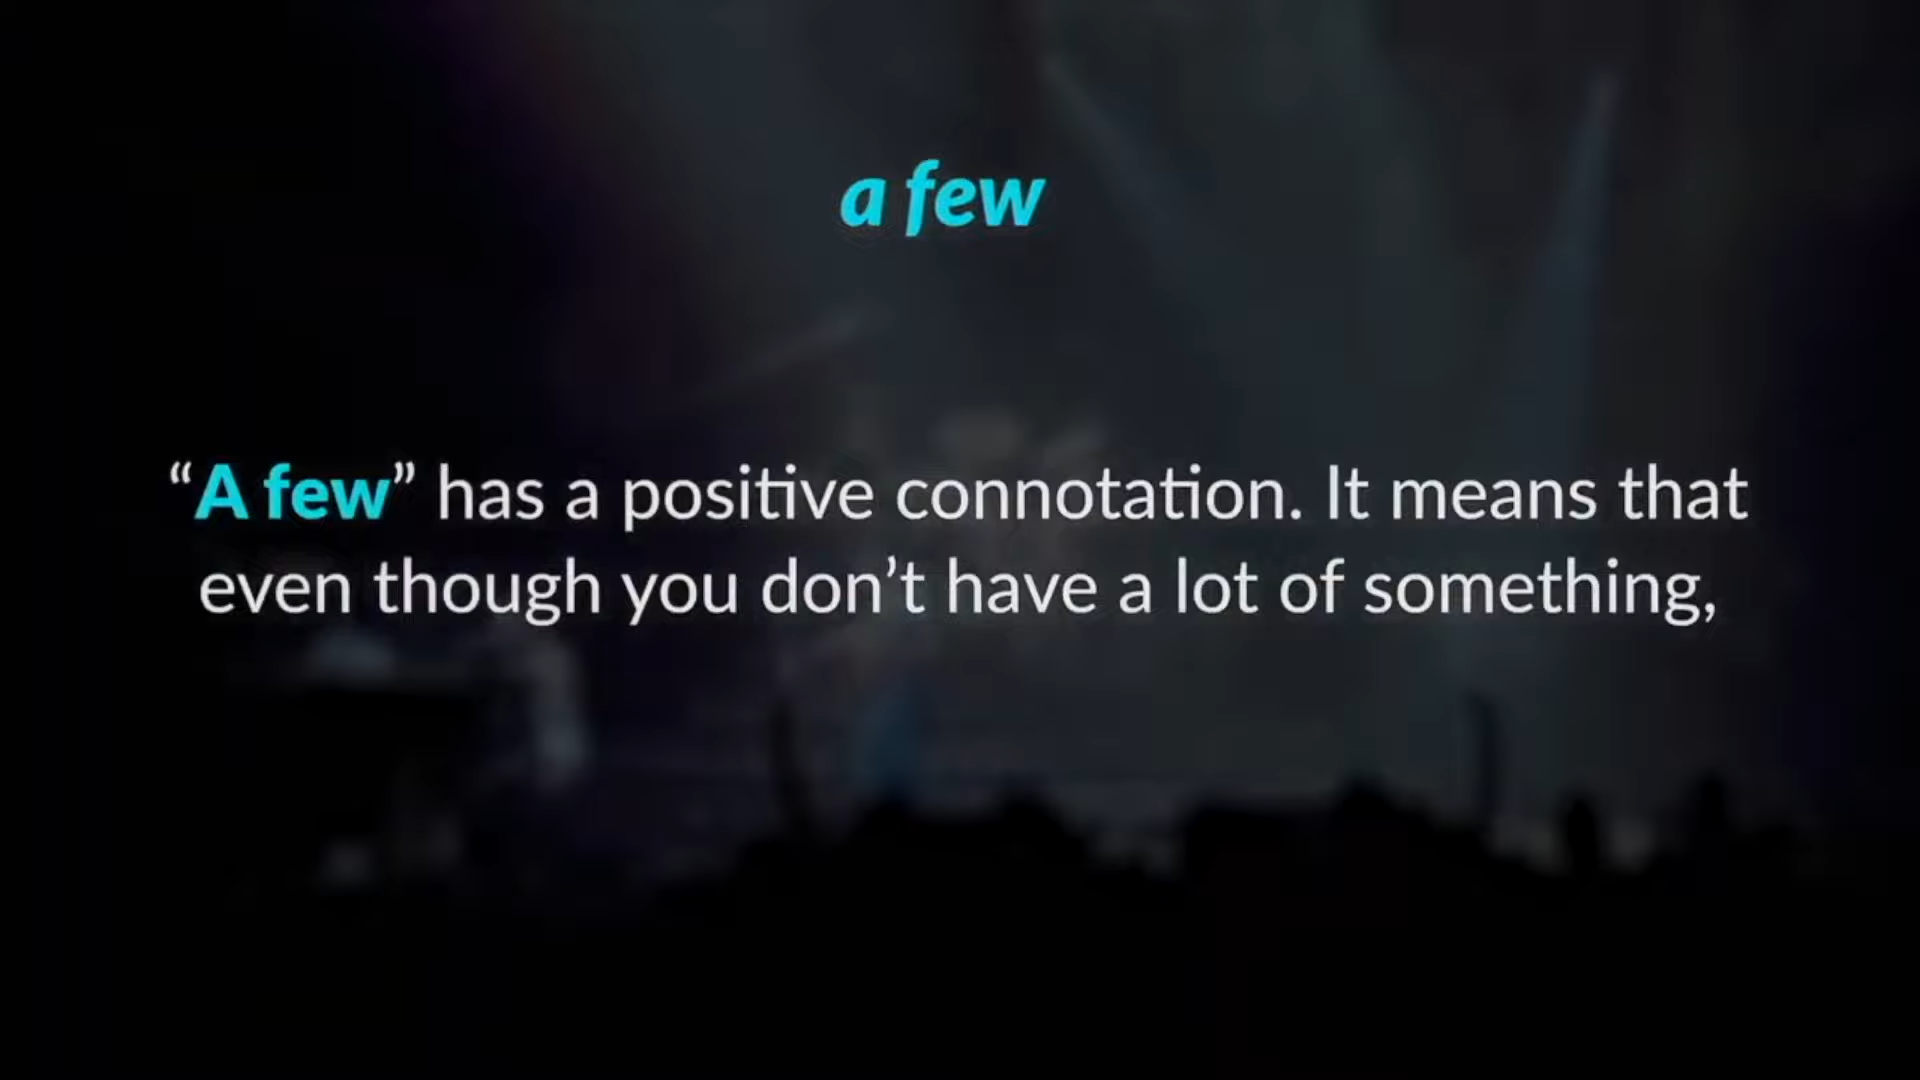 a few
“A few” has a positive connotation. It means that
even though you don’t have a lot of something,